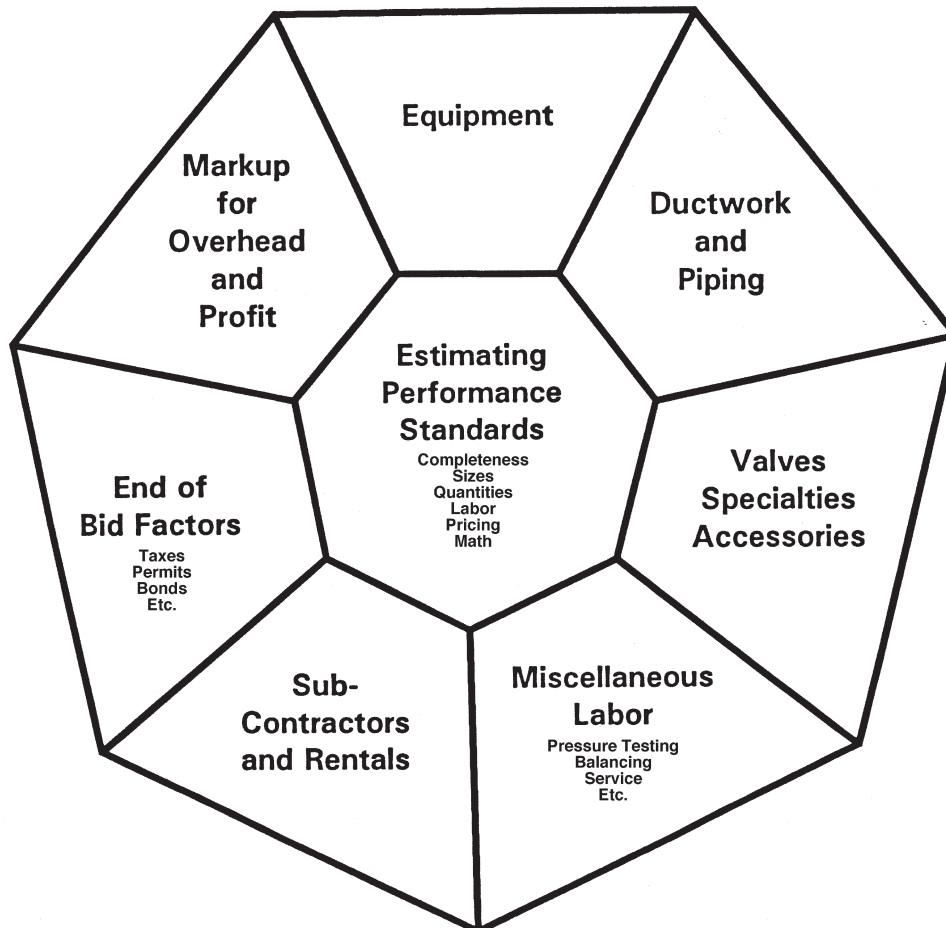 Equipment
Ductwork
and
Piping
Valves
Specialties
Accessories
Miscellaneous
Labor
Pressure Testing
Balancing
Service
Etc.
Sub-
Contractors
and Rentals
End of
Bid Factors
Taxes
Permits
Bonds
Etc.
Markup
for
Overhead
and
Profit
Estimating
Performance
Standards
Completeness
Sizes
Quantities
Labor
Pricing
Math